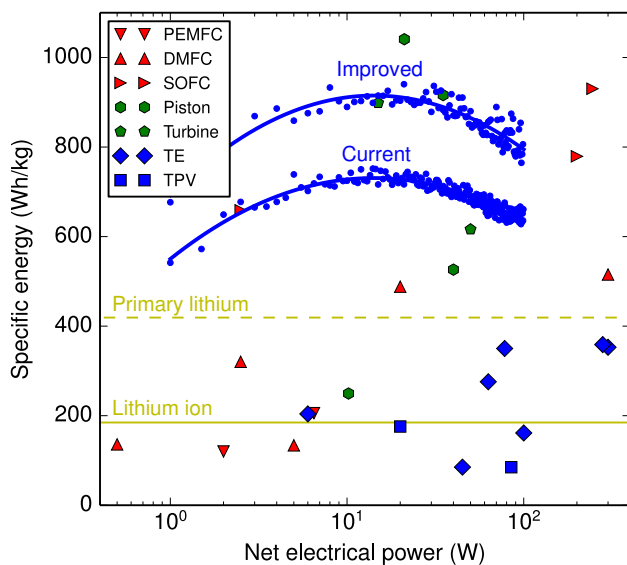 1000
800
600
400
200
0
Specific energy (Wh/kg)
PEMFC
DMFC
SOFC
Piston
Turbine
TE
TPV
Improved
Current
Primary lithium
Lithium ion
10⁰
10¹
10²
Net electrical power (W)